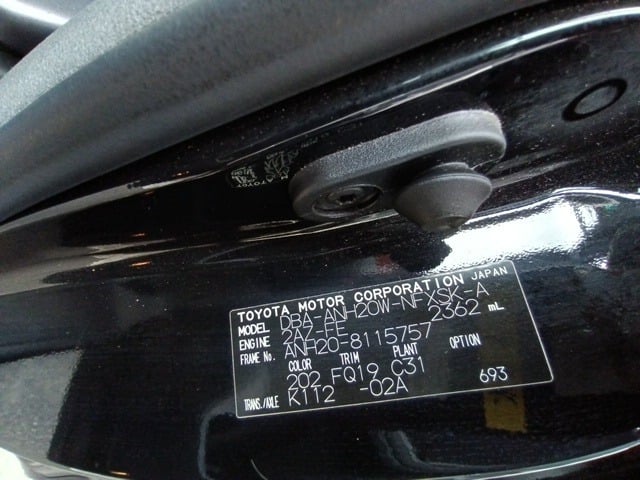 TOYOTA MOTOR CORPORATION JAPAN
MODEL DBA-ANH20W-NFXSK-A
ENGINE 2AZ-FE 2362 mL
FRAME No. ANH20-8115757
COLOR TRIM PLANT OPTION
202 FQ19 C31
TRANS./AXLE K112 -02A 693